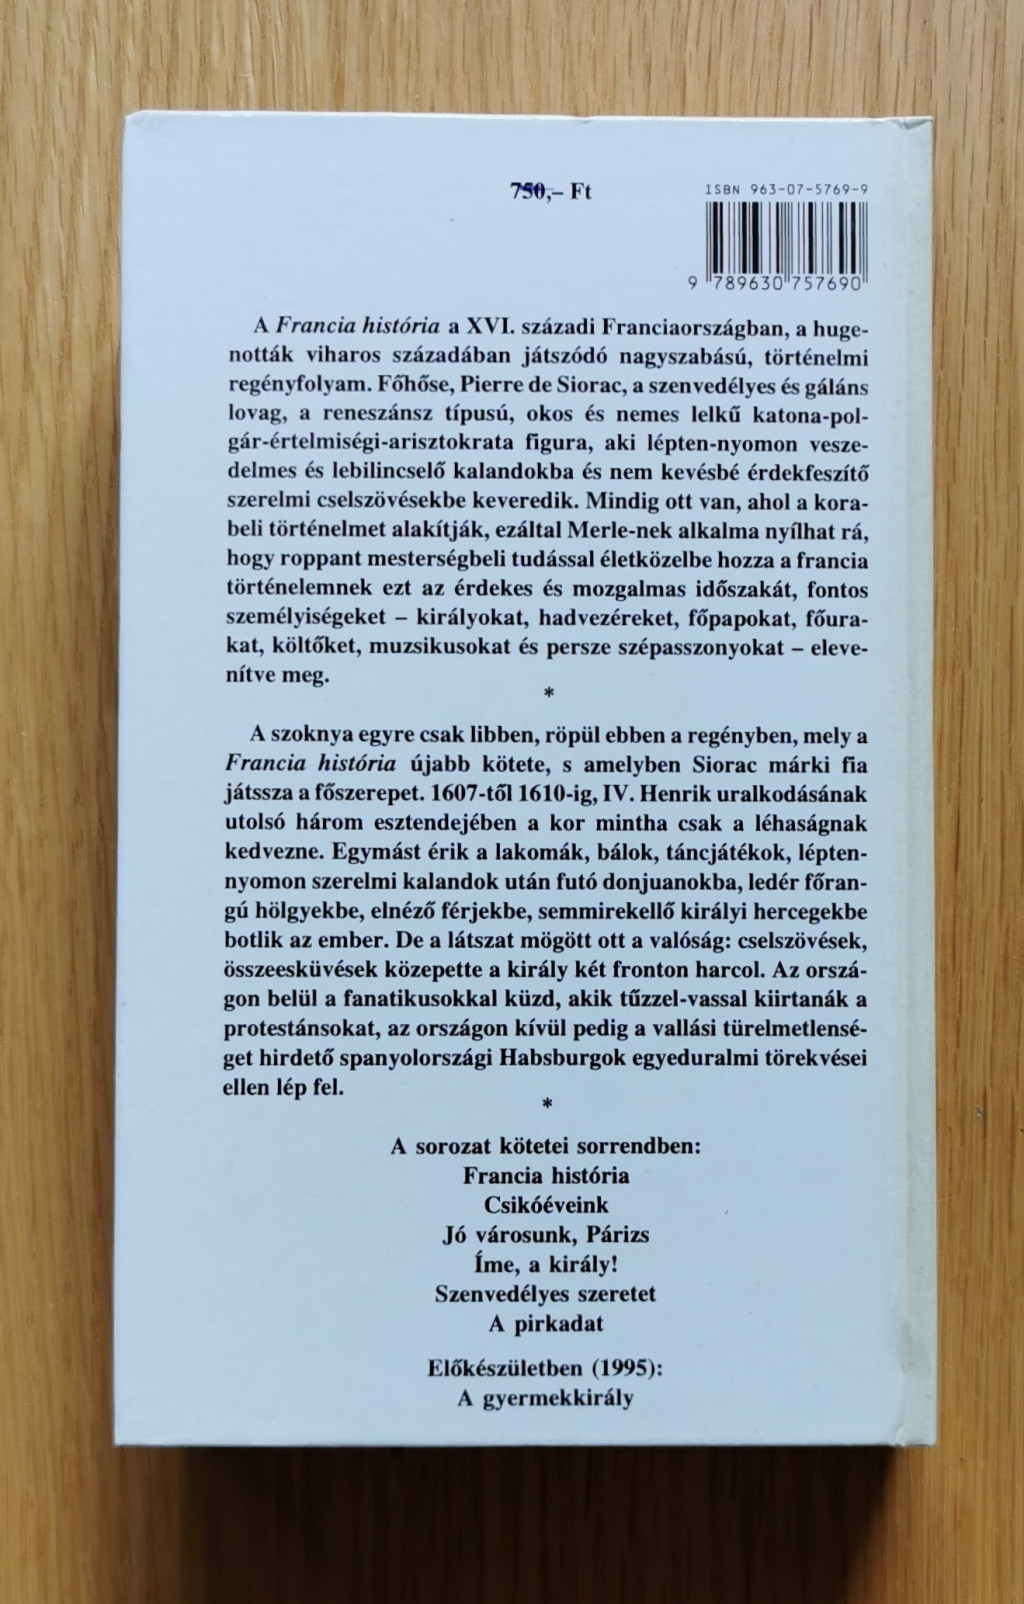 750,– Ft
ISBN 963-07-5769-9
9 789630 757690
A Francia história a XVI. századi Franciaországban, a huge-
nották viharos századában játszódó nagyszabású, történelmi
regényfolyam. Főhőse, Pierre de Siorac, a szenvedélyes és gáláns
lovag, a reneszánsz típusú, okos és nemes lelkű katona-pol-
gár-értelmiségi-arisztokrata figura, aki lépten-nyomon vesze-
delmes és lebilincselő kalandokba és nem kevésbé érdekfeszítő
szerelmi cselszövésekbe keveredik. Mindig ott van, ahol a kora-
beli történelmet alakítják, ezáltal Merle-nek alkalma nyílhat rá,
hogy roppant mesterségbeli tudással életközelbe hozza a francia
történelemnek ezt az érdekes és mozgalmas időszakát, fontos
személyiségeket – királyokat, hadvezéreket, főpapokat, főura-
kat, költőket, muzsikusokat és persze szépasszonyokat – eleve-
nítve meg.
*
A szoknya egyre csak libben, röpül ebben a regényben, mely a
Francia história újabb kötete, s amelyben Siorac márki fia
játssza a főszerepet. 1607-től 1610-ig, IV. Henrik uralkodásának
utolsó három esztendejében a kor mintha csak a léhaságnak
kedvezne. Egymást érik a lakomák, bálok, táncjátékok, lépten-
nyomon szerelmi kalandok után futó donjuanokba, ledér főran-
gú hölgyekbe, elnéző férjekbe, semmirekellő királyi hercegekbe
botlik az ember. De a látszat mögött ott a valóság: cselszövések,
összeesküvések közepette a király két fronton harcol. Az orszá-
gon belül a fanatikusokkal küzd, akik tűzzel-vassal kiirtanák a
protestánsokat, az országon kívül pedig a vallási türelmetlensé-
get hirdető spanyolországi Habsburgok egyeduralmi törekvései
ellen lép fel.
*
A sorozat kötetei sorrendben:
Francia história
Csikóéveink
Jó városunk, Párizs
Íme, a király!
Szenvedélyes szeretet
A pirkadat
Előkészületben (1995):
A gyermekkirály